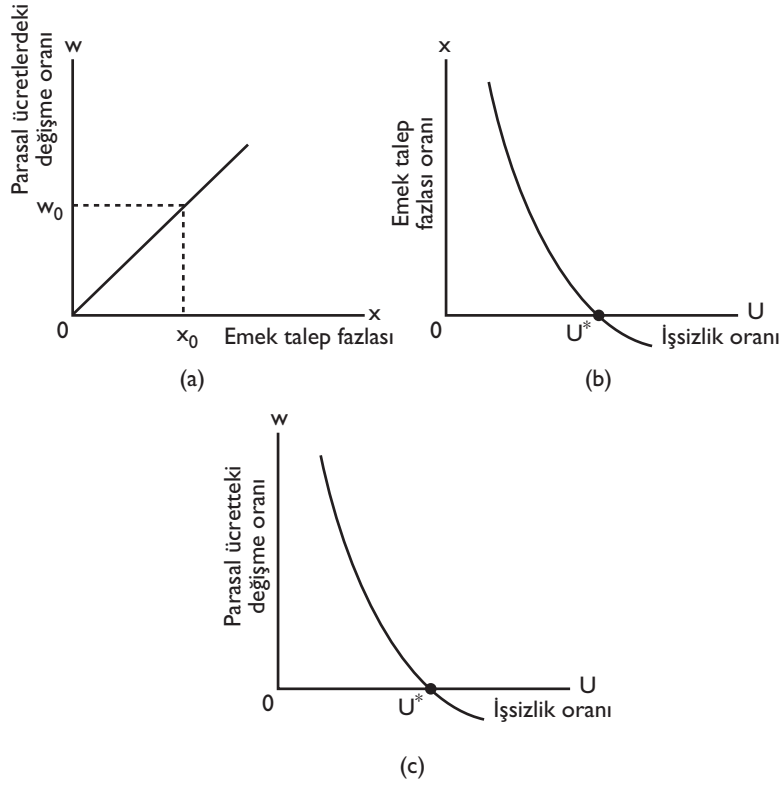 w
Parasal ücretlerdeki
değişme oranı
w0
0
x0
x
Emek talep fazlası
(a)
x
Emek talep
fazlası oranı
0
U*
U
İşsizlik oranı
(b)
w
Parasal ücretteki
değişme oranı
0
U*
U
İşsizlik oranı
(c)